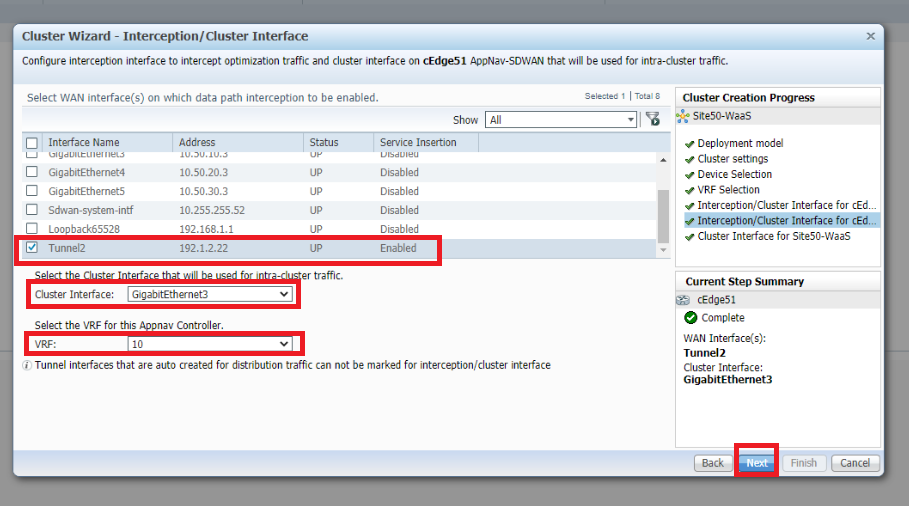 Cluster Wizard - Interception/Cluster Interface
Configure interception interface to intercept optimization traffic and cluster interface on cEdge51 AppNav-SDWAN that will be used for intra-cluster traffic.
Select WAN interface(s) on which data path interception to be enabled.
Selected 1 | Total 8
Show All
Interface Name Address Status Service Insertion
GigabitEthernet3 10.50.10.3 UP Disabled
GigabitEthernet4 10.50.20.3 UP Disabled
GigabitEthernet5 10.50.30.3 UP Disabled
Sdwan-system-intf 10.255.255.52 UP Disabled
Loopback65528 192.168.1.1 UP Disabled
Tunnel2 192.1.2.22 UP Enabled
Select the Cluster Interface that will be used for intra-cluster traffic.
Cluster Interface: GigabitEthernet3
Select the VRF for this Appnav Controller.
VRF: 10
Tunnel interfaces that are auto created for distribution traffic can not be marked for interception/cluster interface
Cluster Creation Progress
Site50-WaaS
Deployment model
Cluster settings
Device Selection
VRF Selection
Interception/Cluster Interface for cEd...
Interception/Cluster Interface for cEd...
Cluster Interface for Site50-WaaS
Current Step Summary
cEdge51
Complete
WAN Interface(s):
Tunnel2
Cluster Interface:
GigabitEthernet3
Back Next Finish Cancel